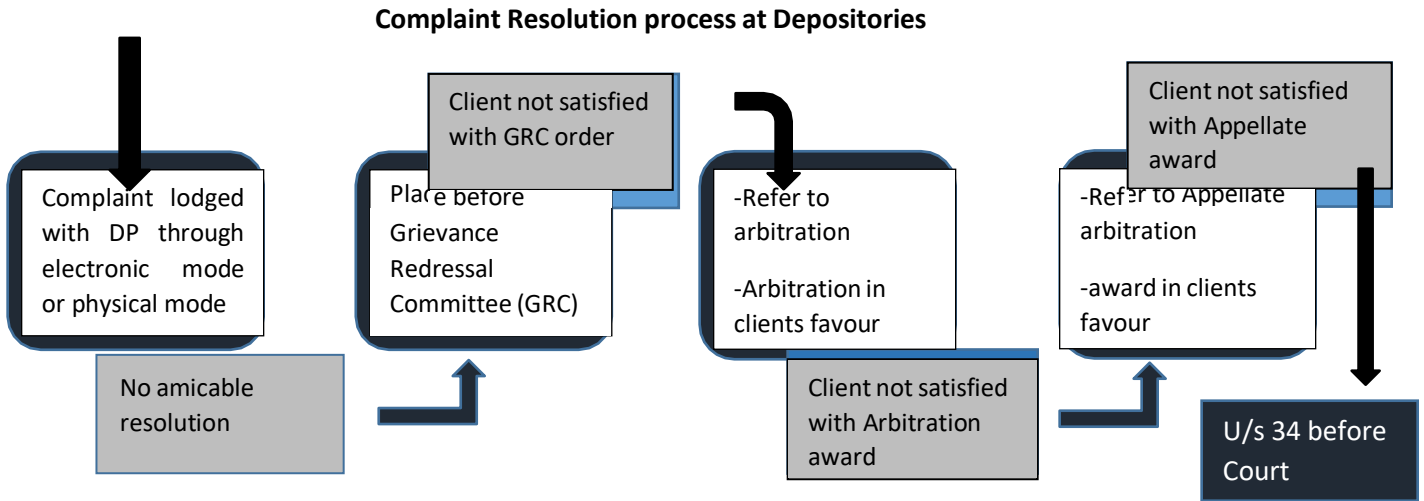 Complaint Resolution process at Depositories
Complaint lodged
with DP through
electronic mode
or physical mode
No amicable
resolution
Place before
Grievance
Redressal
Committee (GRC)
Client not satisfied
with GRC order
-Refer to
arbitration
-Arbitration in
clients favour
Client not satisfied
with Arbitration
award
-Refer to Appellate
arbitration
-award in clients
favour
Client not satisfied
with Appellate
award
U/s 34 before
Court